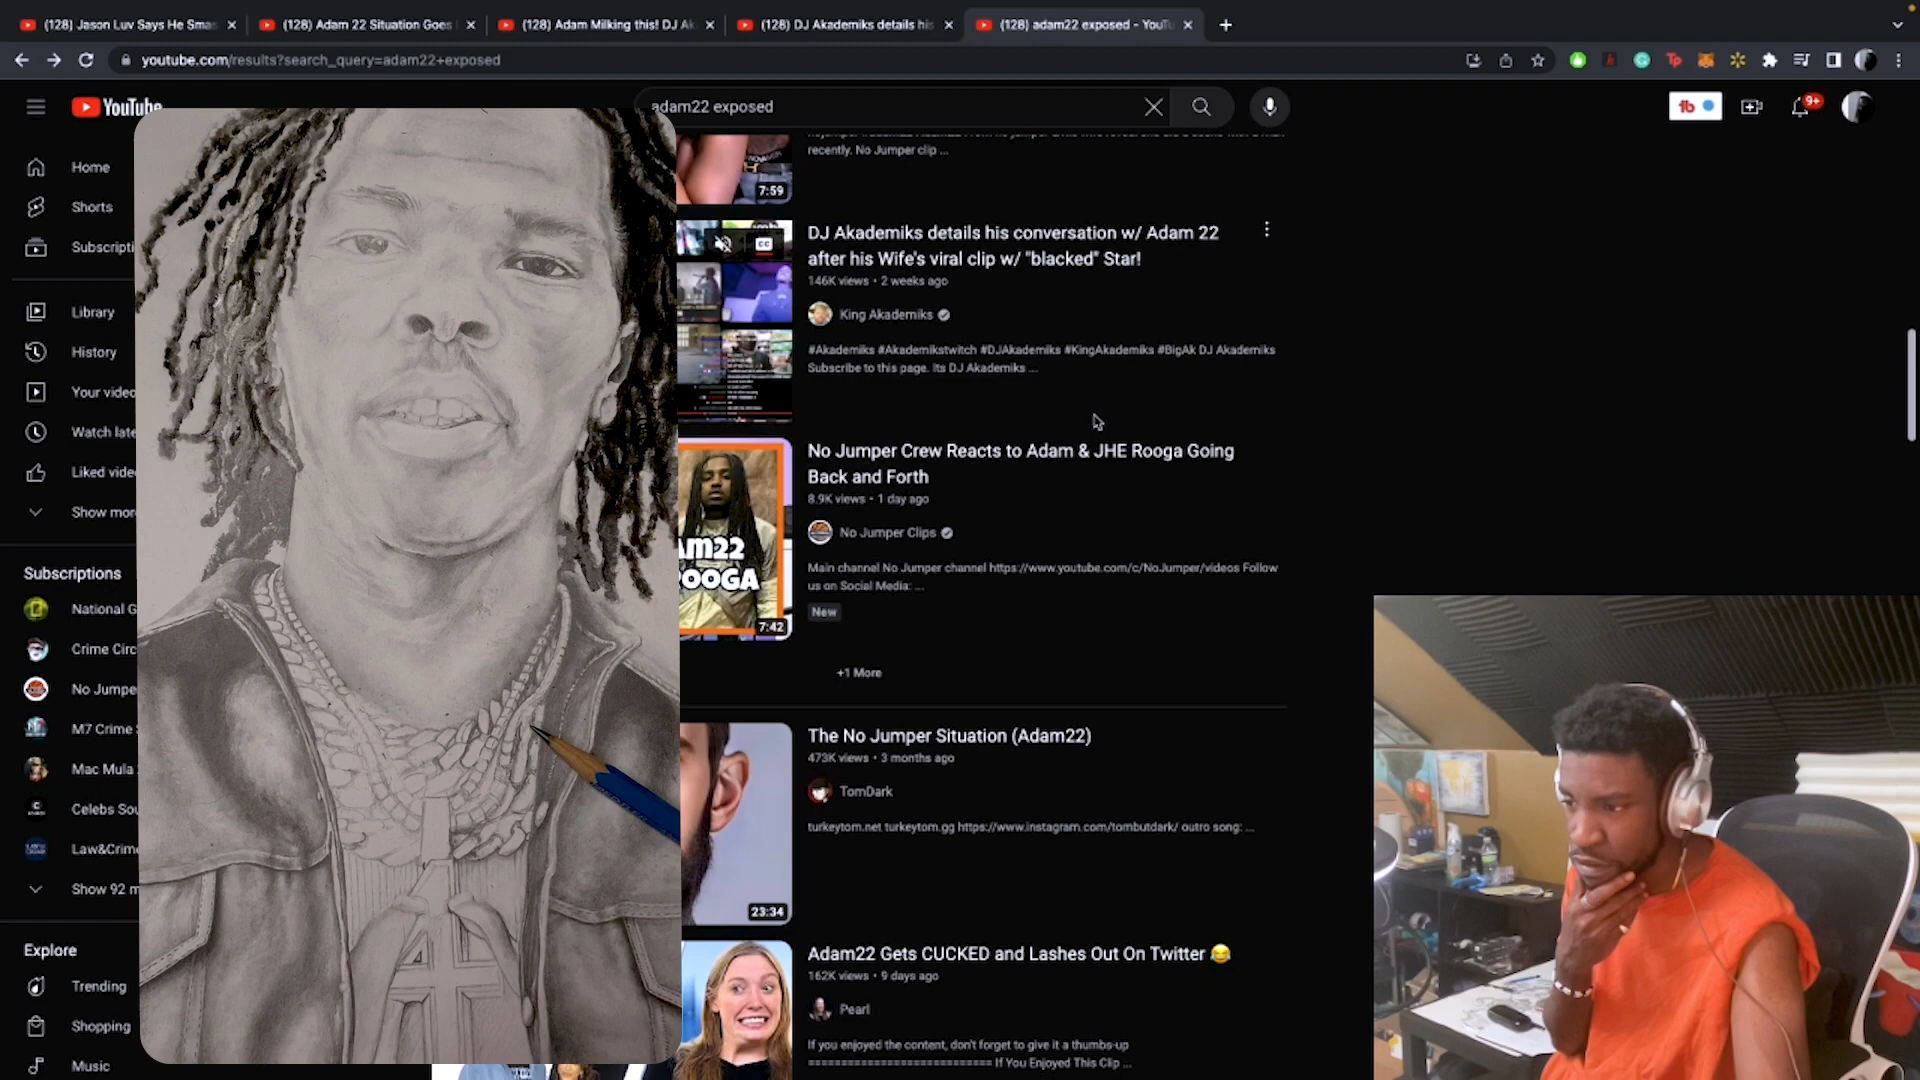 (128) Jason Luv Says He Smas
(128) Adam 22 Situation Goes
(128) Adam Milking this! DJ Ak
(128) DJ Akademiks details his
(128) adam22 exposed - YouTu
youtube.com/results?search_query=adam22+exposed
YouTube
adam22 exposed
9+
Home
Shorts
Subscripti
Library
History
Your video
Watch late
Liked vide
Show mor
Subscriptions
National G
Crime Circ
No Jumpe
M7 Crime
Mac Mula
Celebs Sou
Law&Crime
Show 92 m
Explore
Trending
Shopping
Music
recently. No Jumper clip ...
7:59
CC
DJ Akademiks details his conversation w/ Adam 22
after his Wife's viral clip w/ "blacked" Star!
146K views • 2 weeks ago
King Akademiks
#Akademiks #Akademikstwitch #DJAkademiks #KingAkademiks #BigAk DJ Akademiks
Subscribe to this page. Its DJ Akademiks ...
AM22
ROOGA
7:42
No Jumper Crew Reacts to Adam & JHE Rooga Going
Back and Forth
8.9K views • 1 day ago
No Jumper Clips
Main channel No Jumper channel https://www.youtube.com/c/NoJumper/videos Follow
us on Social Media: ...
New
+1 More
23:34
The No Jumper Situation (Adam22)
473K views • 3 months ago
TomDark
turkeytom.net turkeytom.gg https://www.instagram.com/tombutdark/ outro song: ...
Adam22 Gets CUCKED and Lashes Out On Twitter 😂
162K views • 9 days ago
Pearl
If you enjoyed the content, don't forget to give it a thumbs-up
=========================== If You Enjoyed This Clip ...